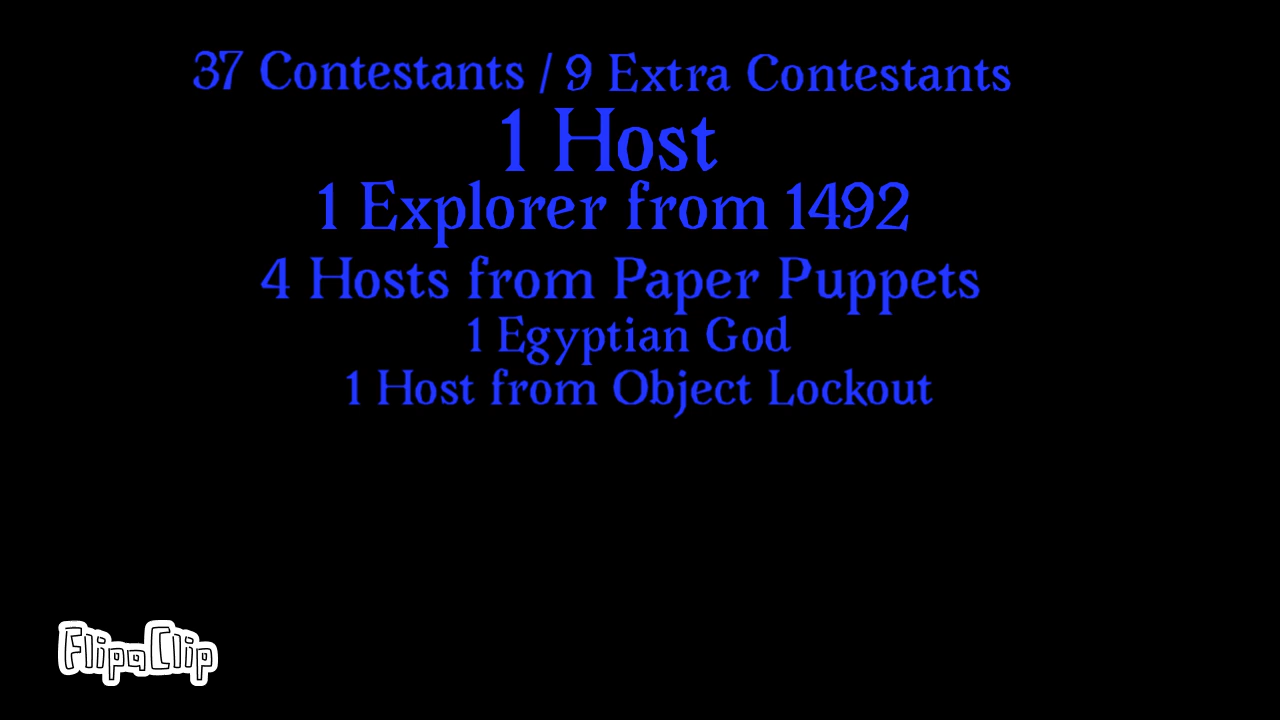 37 Contestants / 9 Extra Contestants
1 Host
1 Explorer from 1492
4 Hosts from Paper Puppets
1 Egyptian God
1 Host from Object Lockout
FlipaClip